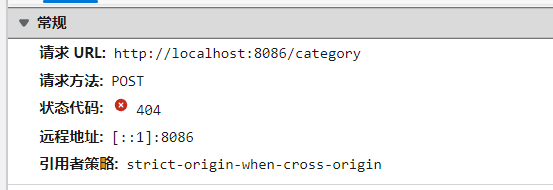 常规
请求 URL: http://localhost:8086/category
请求方法: POST
状态代码: 404
远程地址: [::1]:8086
引用者策略: strict-origin-when-cross-origin